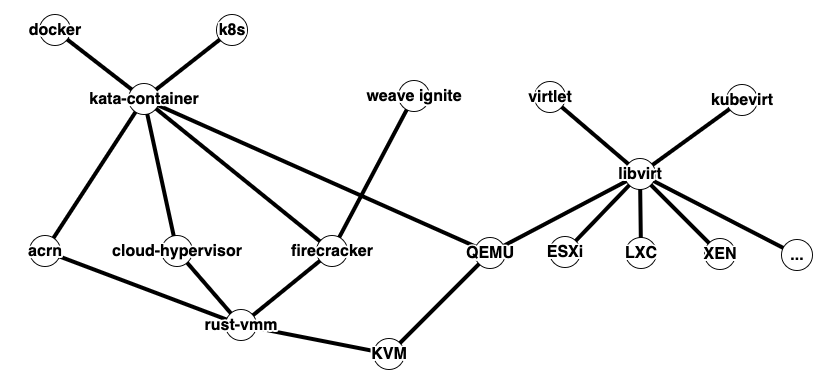 docker
k8s
kata-container
weave ignite
virtlet
kubevirt
libvirt
acrn
cloud-hypervisor
firecracker
QEMU
ESXi
LXC
XEN
...
rust-vmm
KVM